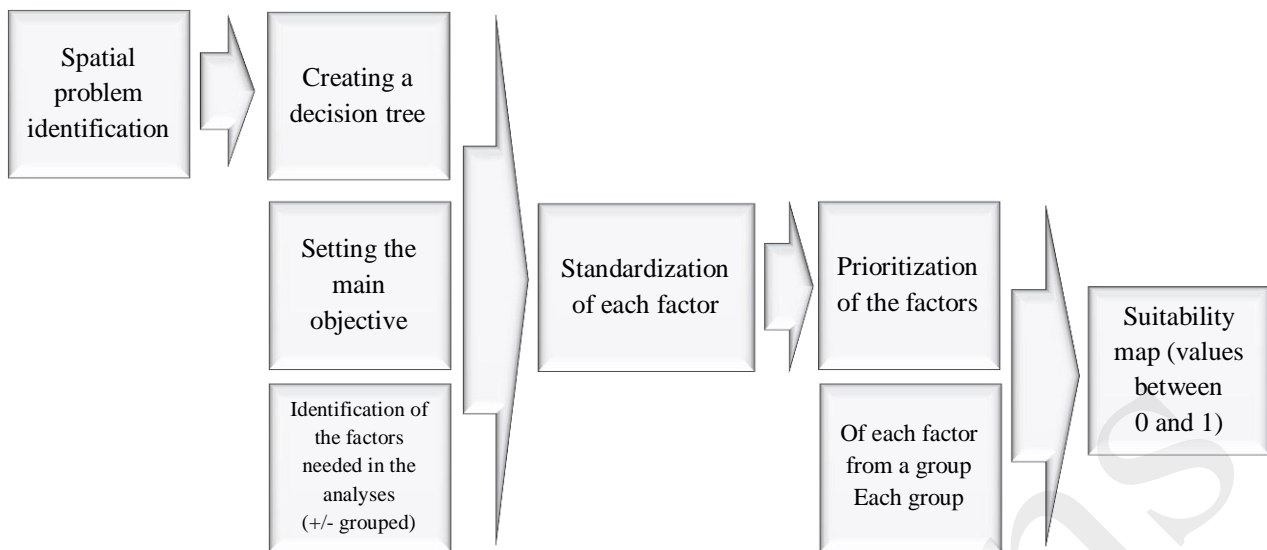 Spatial
problem
identification
Creating a
decision tree
Setting the
main
objective
Identification of
the factors
needed in the
analyses
(+/- grouped)
Standardization
of each factor
Prioritization
of the factors
Of each factor
from a group
Each group
Suitability
map (values
between
0 and 1)